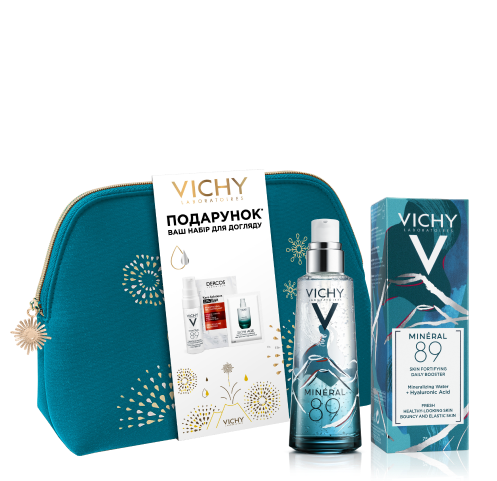 VICHY
LABORATOIRES
ПОДАРУНОК*
ВАШ НАБІР ДЛЯ ДОГЛЯДУ
DERCOS
VICHY
LABORATOIRES
VICHY
LABORATOIRES
MINÉRAL
89
VICHY
LABORATOIRES
MINÉRAL
89
SKIN FORTIFYING
DAILY BOOSTER
Mineralizing Water
+ Hyaluronic Acid
FRESH
HEALTHY-LOOKING SKIN
BOUNCY AND ELASTIC SKIN